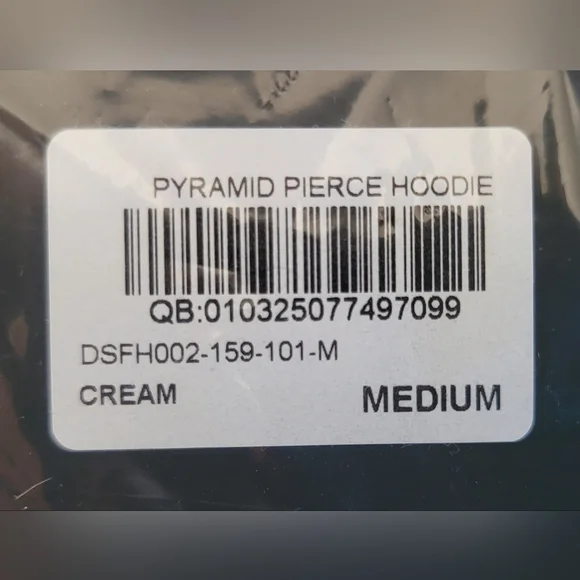 PYRAMID PIERCE HOODIE
QB:010325077497099
DSFH002-159-101-M
CREAM
MEDIUM